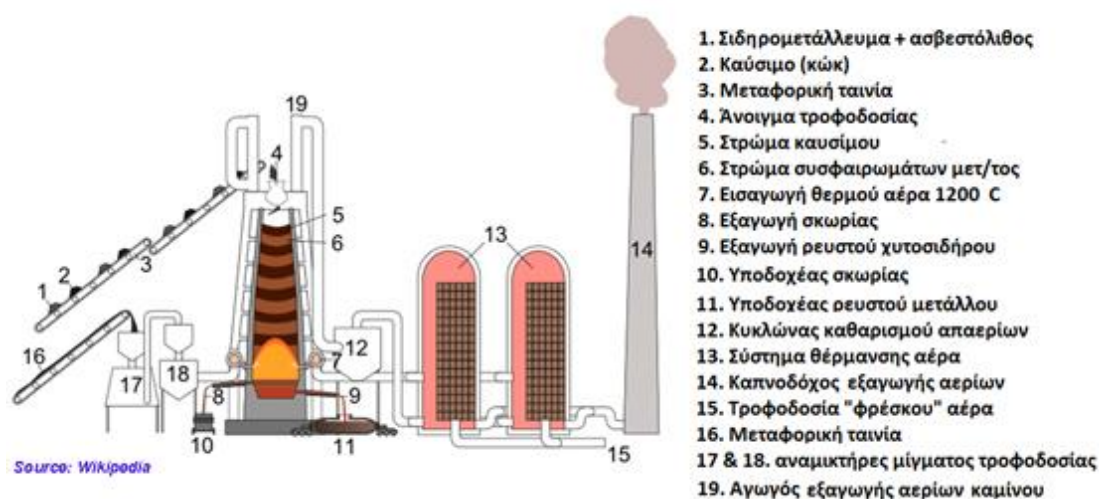 19
4
5
6
7
3
2
1
16
17
18
8
9
10
11
12
13
14
15
Source: Wikipedia
1. Σιδηρομετάλλευμα + ασβεστόλιθος
2. Καύσιμο (κώκ)
3. Μεταφορική ταινία
4. Άνοιγμα τροφοδοσίας
5. Στρώμα καυσίμου
6. Στρώμα συσφαιρωμάτων μετ/τος
7. Εισαγωγή θερμού αέρα 1200 C
8. Εξαγωγή σκωρίας
9. Εξαγωγή ρευστού χυτοσιδήρου
10. Υποδοχέας σκωρίας
11. Υποδοχέας ρευστού μετάλλου
12. Κυκλώνας καθαρισμού απαερίων
13. Σύστημα θέρμανσης αέρα
14. Καπνοδόχος εξαγωγής αερίων
15. Τροφοδοσία "φρέσκου" αέρα
16. Μεταφορική ταινία
17 & 18. αναμικτήρες μίγματος τροφοδοσίας
19. Αγωγός εξαγωγής αερίων καμίνου